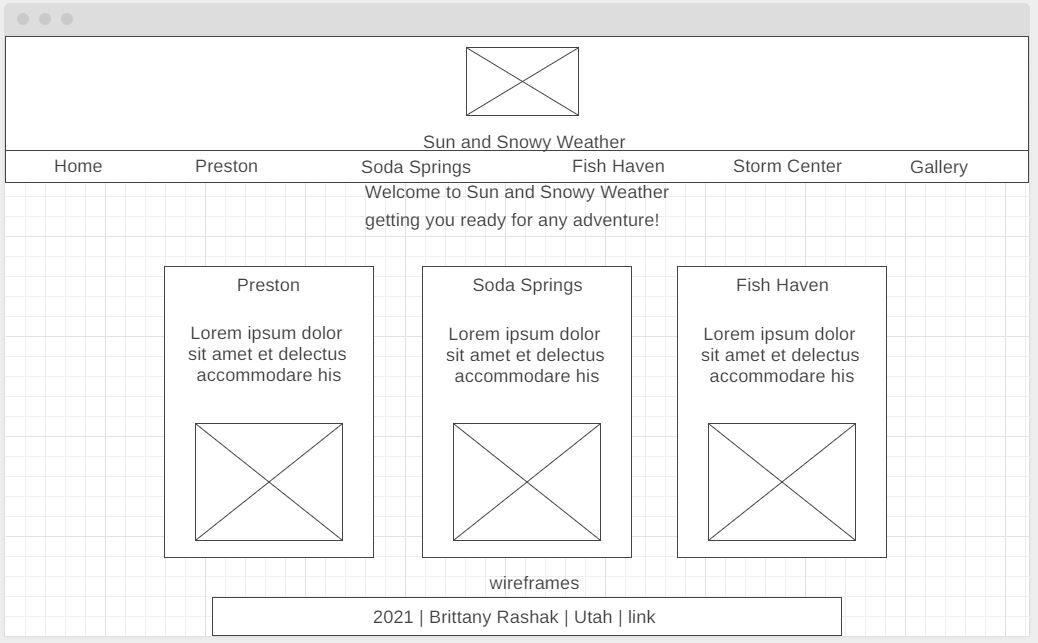 Sun and Snowy Weather
Home Preston Soda Springs Fish Haven Storm Center Gallery
Welcome to Sun and Snowy Weather
getting you ready for any adventure!
Preston
Lorem ipsum dolor
sit amet et delectus
accommodare his
Soda Springs
Lorem ipsum dolor
sit amet et delectus
accommodare his
Fish Haven
Lorem ipsum dolor
sit amet et delectus
accommodare his
wireframes
2021 | Brittany Rashak | Utah | link